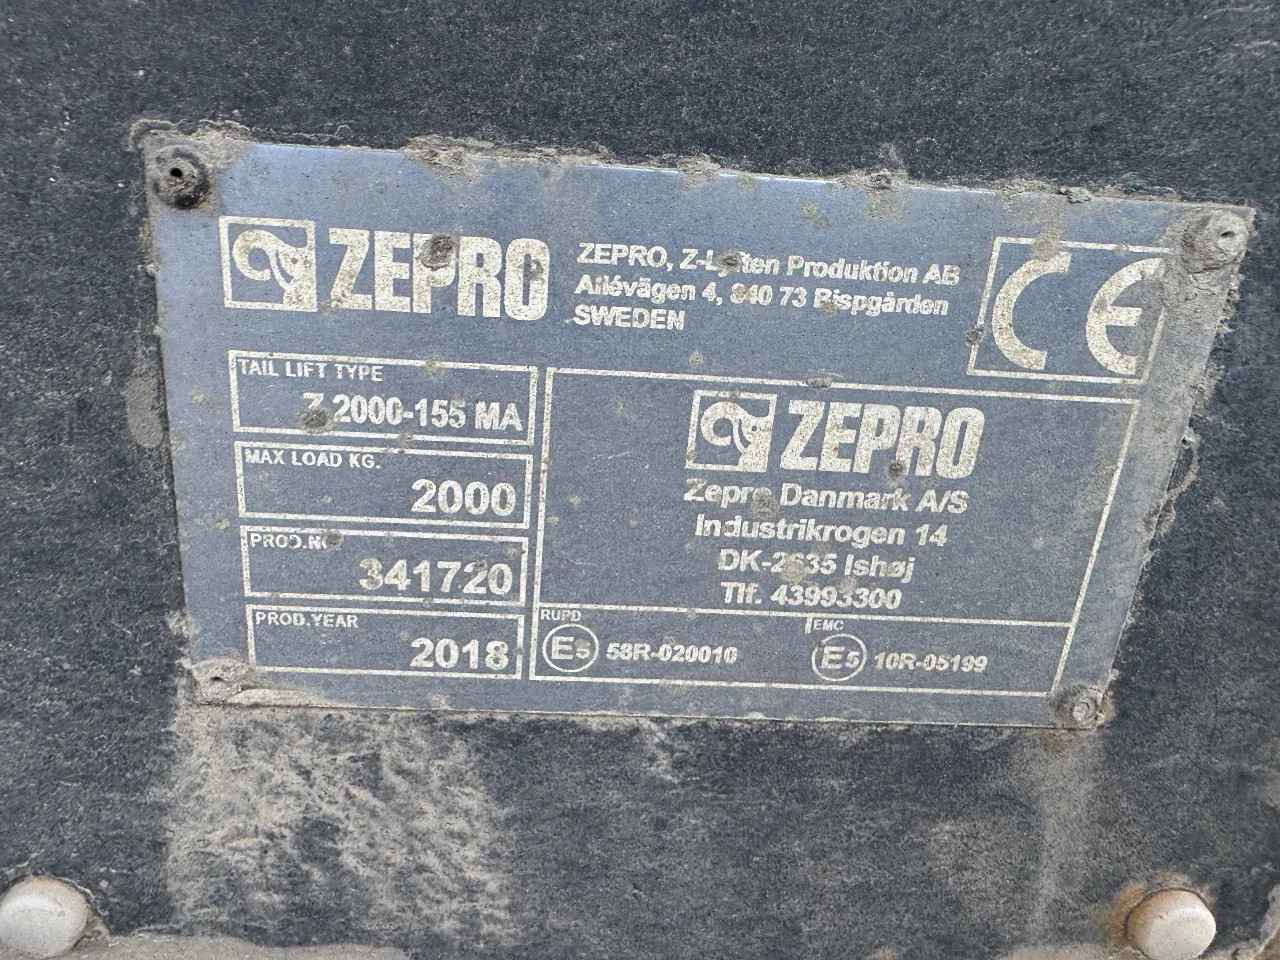 ZEPRO
ZEPRO, Z-Lyften Produktion AB
Allévägen 4, 840 73 Bispgården
SWEDEN
CE
TAIL LIFT TYPE
Z 2000-155 MA
MAX LOAD KG.
2000
PROD.NO
341720
PROD.YEAR
2018
ZEPRO
Zepro Danmark A/S
Industrikrogen 14
DK-2635 Ishøj
Tlf. 43993300
RUPD
E5 58R-020010
EMC
E5 10R-05199